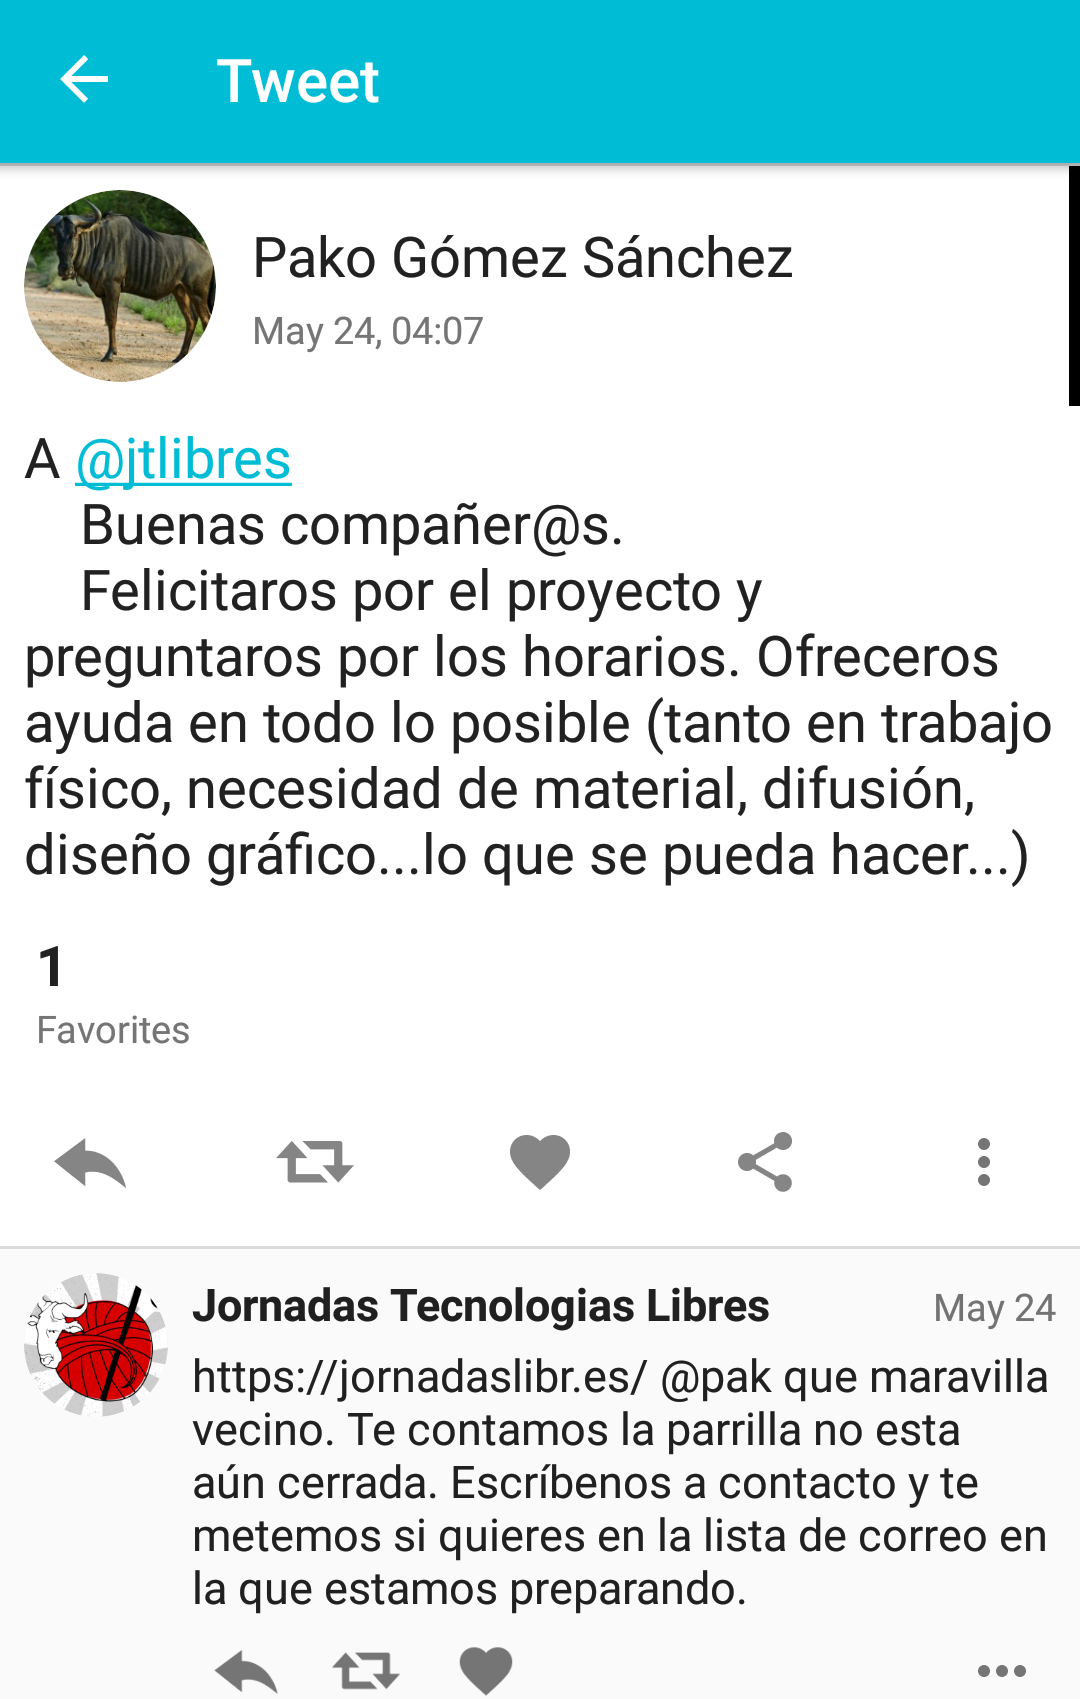 Tweet
Pako Gómez Sánchez
May 24, 04:07
A @jtlibres
Buenas compañer@s.
Felicitaros por el proyecto y
preguntaros por los horarios. Ofreceros
ayuda en todo lo posible (tanto en trabajo
físico, necesidad de material, difusión,
diseño gráfico...lo que se pueda hacer...)
1
Favorites
Jornadas Tecnologias Libres
May 24
https://jornadaslibr.es/ @pak que maravilla
vecino. Te contamos la parrilla no esta
aún cerrada. Escríbenos a contacto y te
metemos si quieres en la lista de correo en
la que estamos preparando.